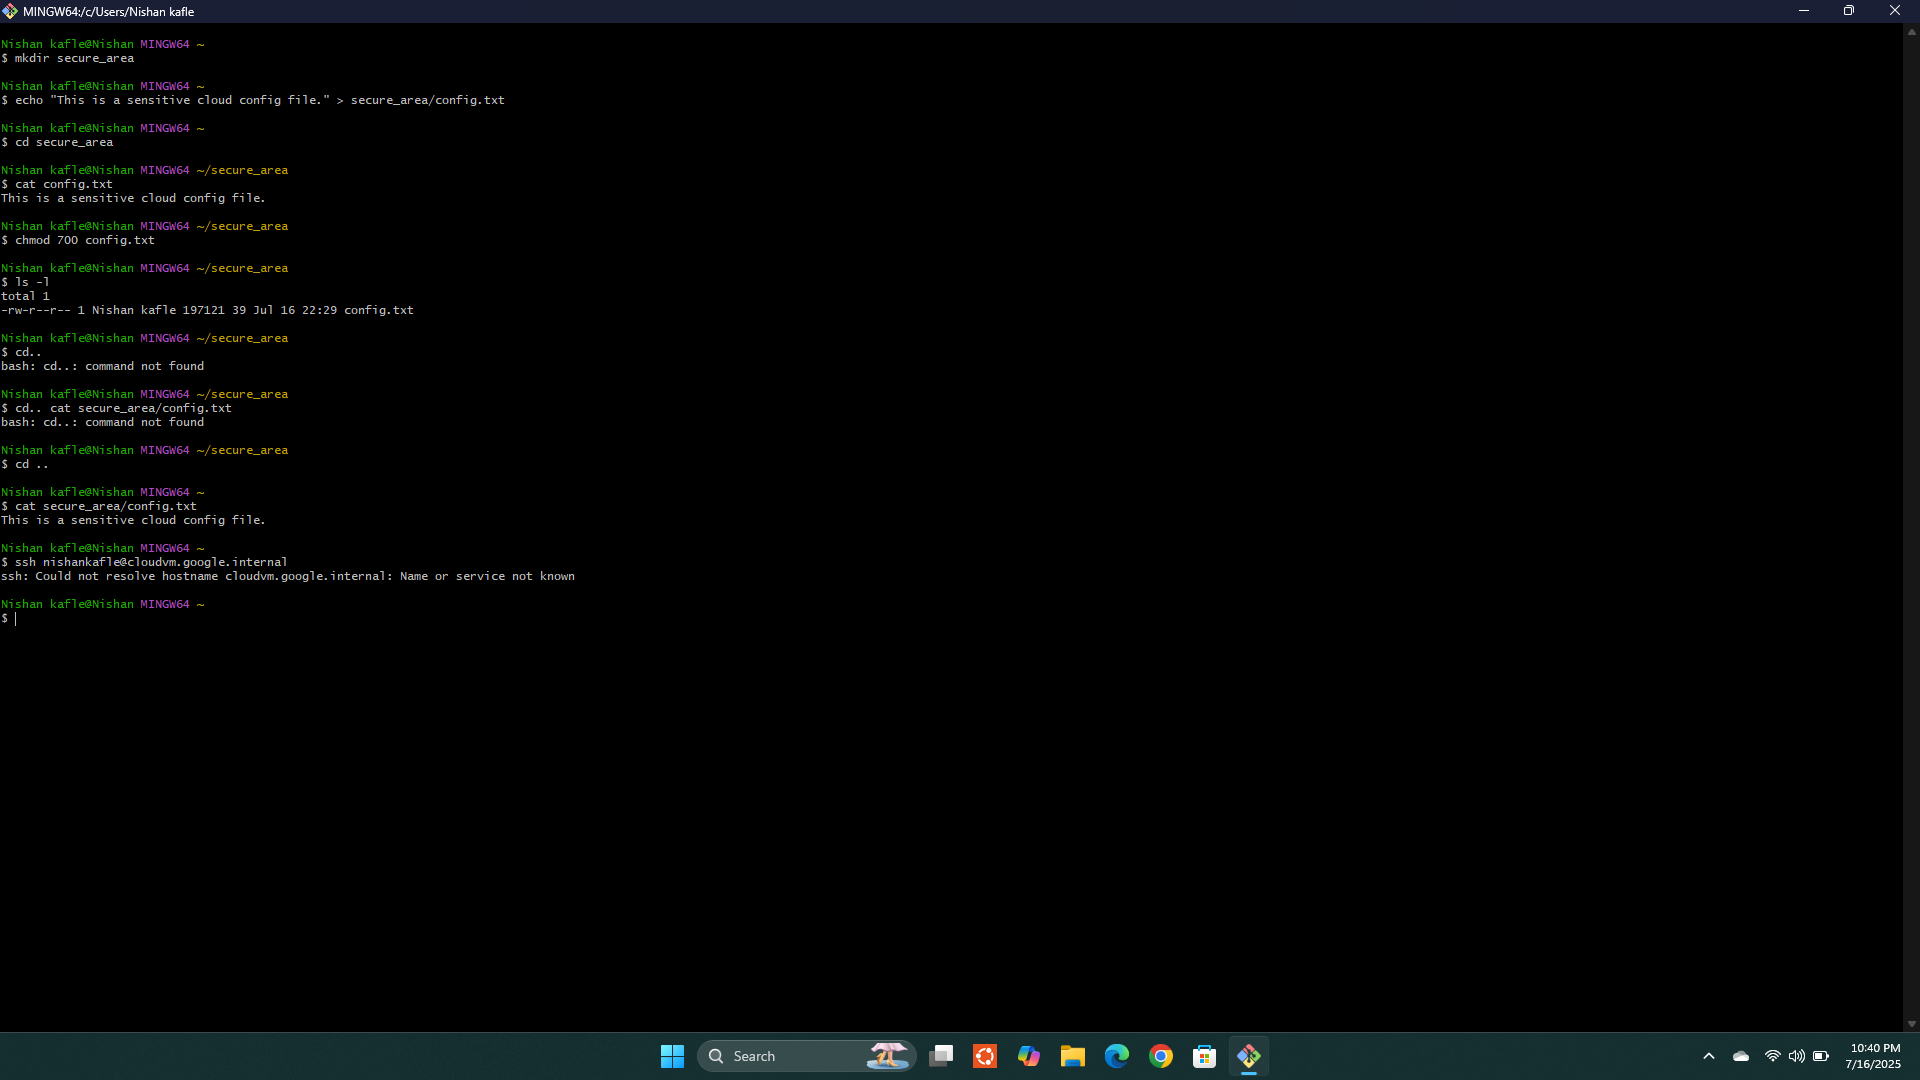 MINGW64:/c/Users/Nishan kafle
Nishan kafle@Nishan MINGW64 ~
$ mkdir secure_area
Nishan kafle@Nishan MINGW64 ~
$ echo "This is a sensitive cloud config file." > secure_area/config.txt
Nishan kafle@Nishan MINGW64 ~
$ cd secure_area
Nishan kafle@Nishan MINGW64 ~/secure_area
$ cat config.txt
This is a sensitive cloud config file.
Nishan kafle@Nishan MINGW64 ~/secure_area
$ chmod 700 config.txt
Nishan kafle@Nishan MINGW64 ~/secure_area
$ ls -l
total 1
-rw-r--r-- 1 Nishan kafle 197121 39 Jul 16 22:29 config.txt
Nishan kafle@Nishan MINGW64 ~/secure_area
$ cd..
bash: cd..: command not found
Nishan kafle@Nishan MINGW64 ~/secure_area
$ cd.. cat secure_area/config.txt
bash: cd..: command not found
Nishan kafle@Nishan MINGW64 ~/secure_area
$ cd ..
Nishan kafle@Nishan MINGW64 ~
$ cat secure_area/config.txt
This is a sensitive cloud config file.
Nishan kafle@Nishan MINGW64 ~
$ ssh nishankafle@cloudvm.google.internal
ssh: Could not resolve hostname cloudvm.google.internal: Name or service not known
Nishan kafle@Nishan MINGW64 ~
$
Search
10:40 PM
7/16/2025